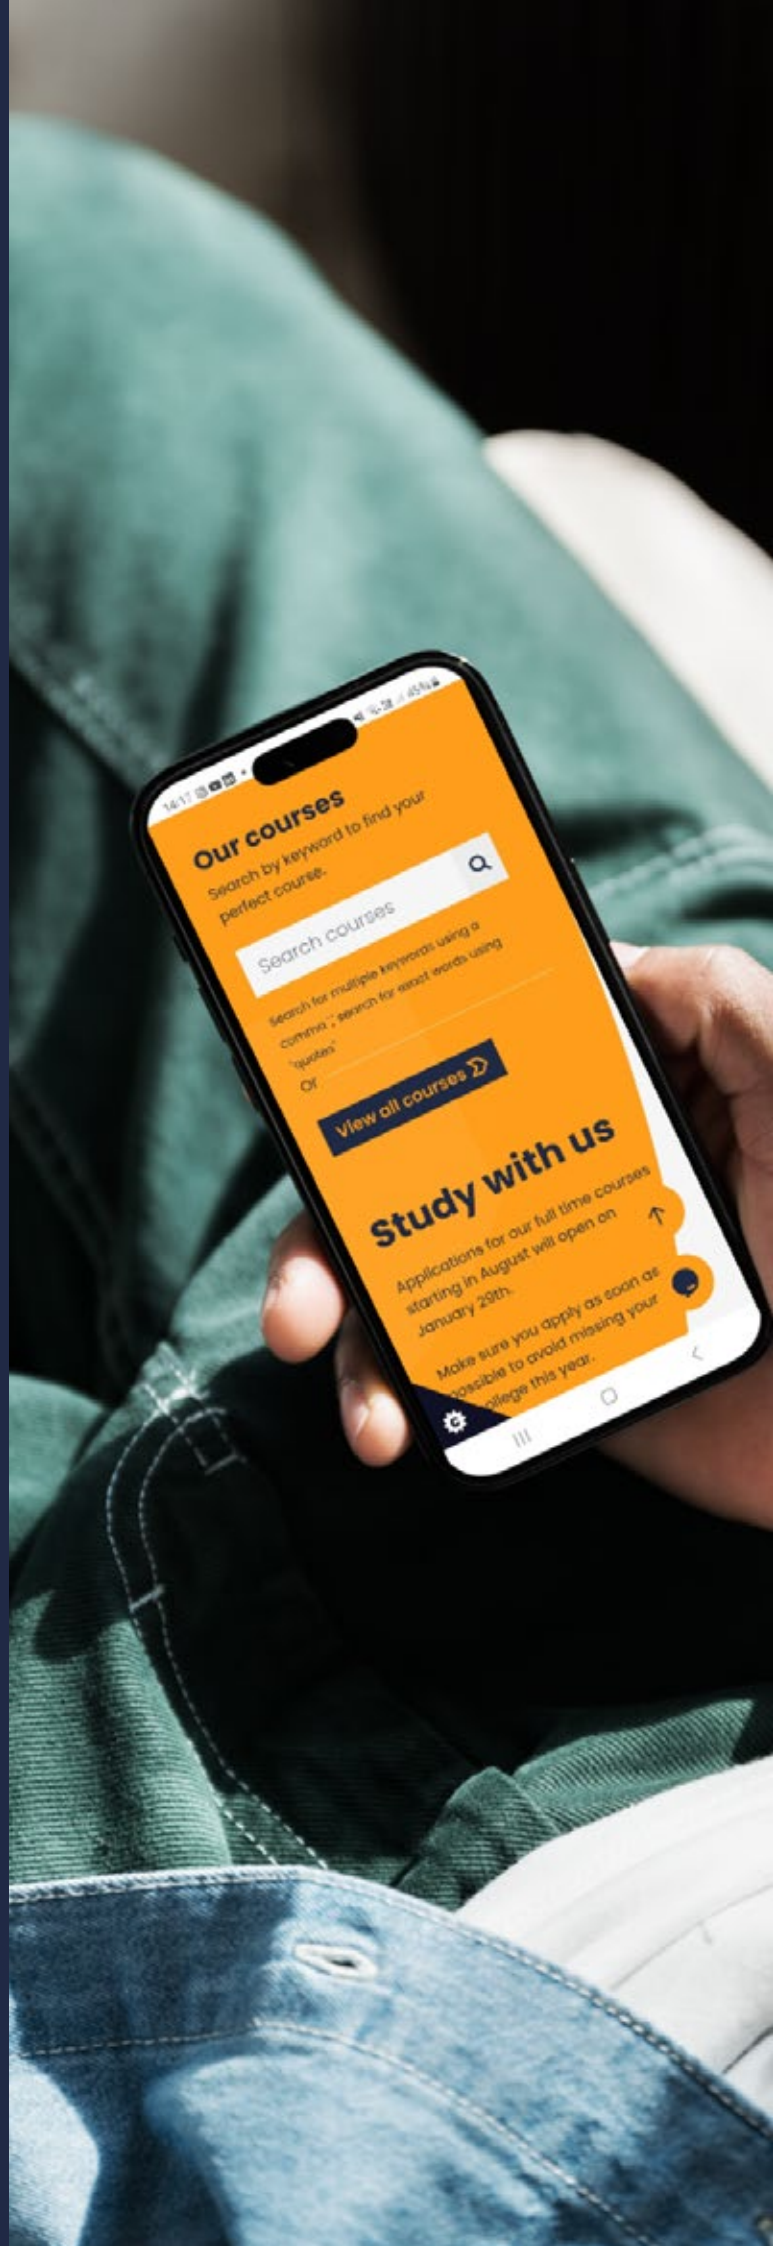 14:17
45%
Our courses
Search by keyword to find your
perfect course.
Search courses
Search for multiple keywords using a
comma ',' search for exact words using
"quotes"
Or
View all courses
Study with us
Applications for our full time courses
starting in August will open on
January 29th.
Make sure you apply as soon as
possible to avoid missing your
college this year.